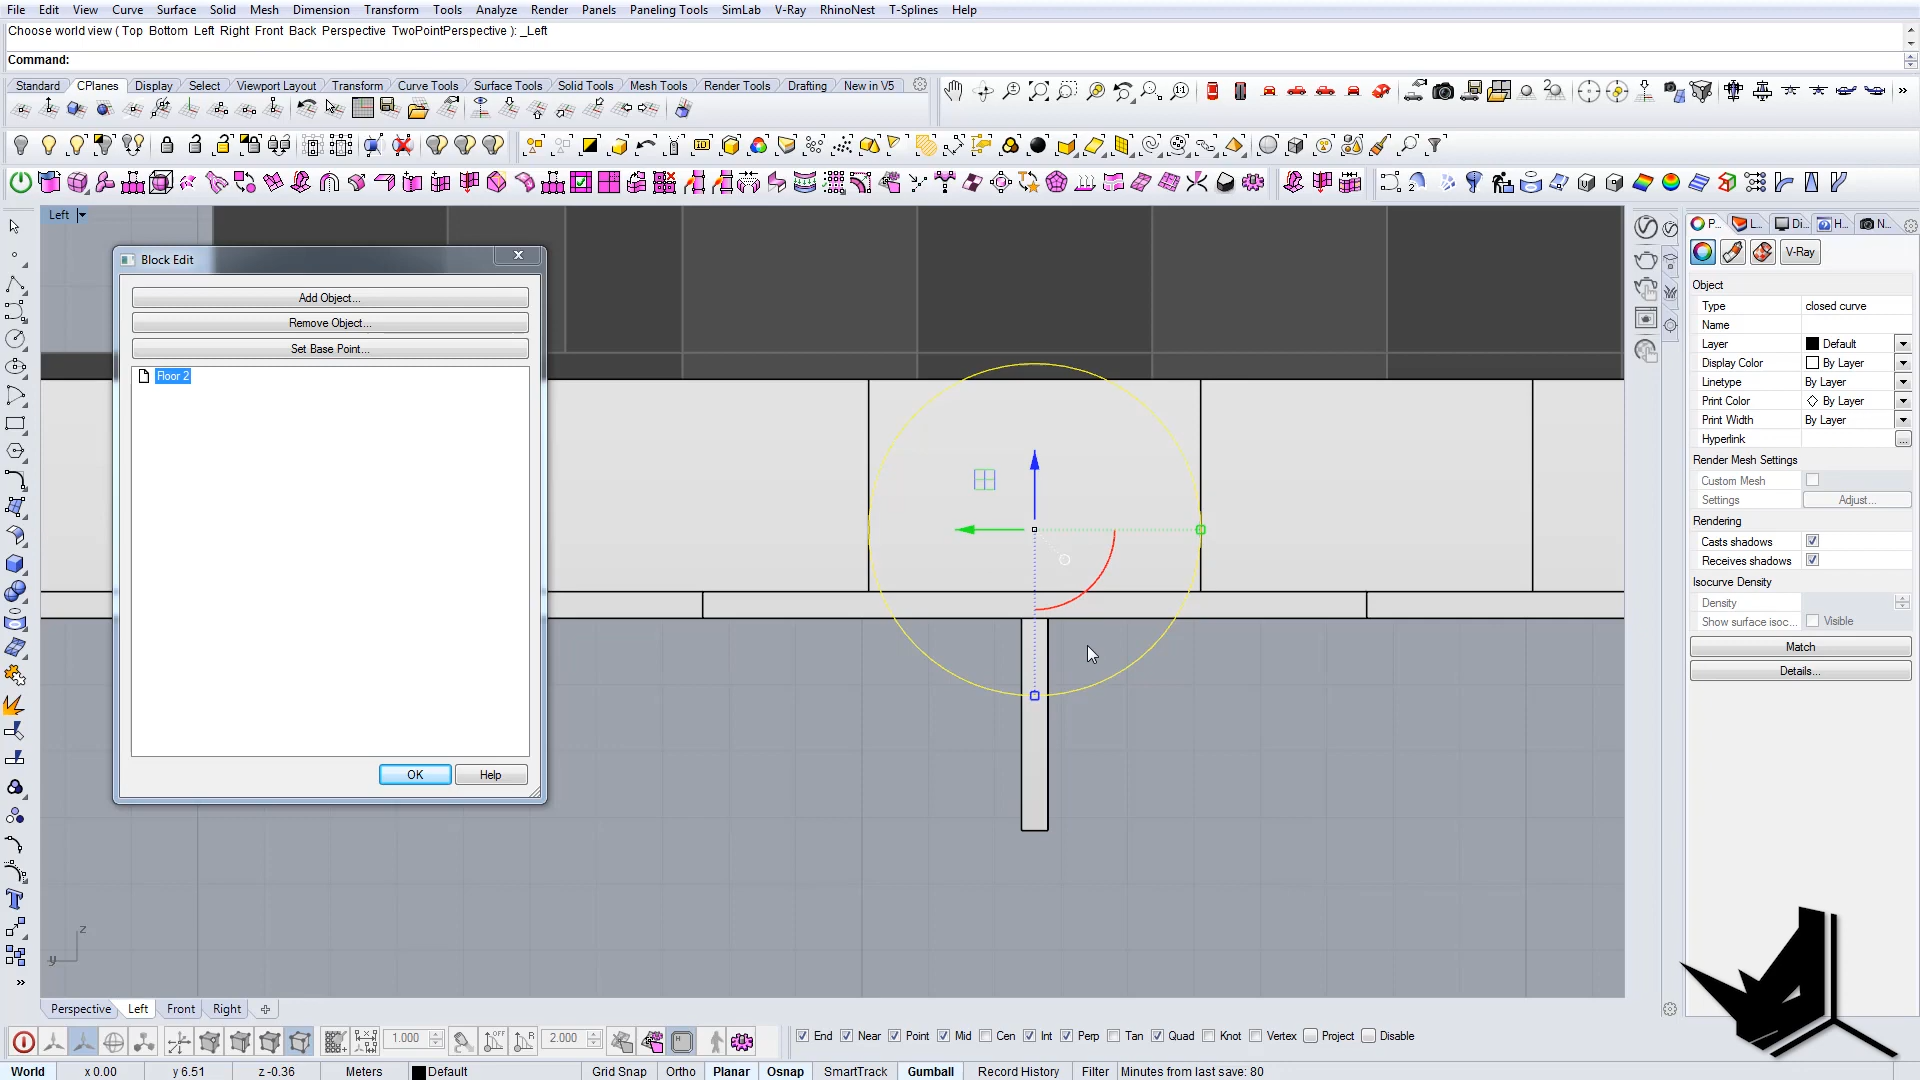 File Edit View Curve Surface Solid Mesh Dimension Transform Tools Analyze Render Panels Paneling Tools SimLab V-Ray RhinoNest T-Splines Help
Choose world view ( Top Bottom Left Right Front Back Perspective TwoPointPerspective ): _Left
Command:
Standard CPlanes Display Select Viewport Layout Transform Curve Tools Surface Tools Solid Tools Mesh Tools Render Tools Drafting New in V5
Left
P... L... Di... H... N...
V-Ray
Block Edit
Add Object...
Remove Object...
Set Base Point...
Floor 2
OK Help
Object
Type closed curve
Name
Layer Default
Display Color By Layer
Linetype By Layer
Print Color By Layer
Print Width By Layer
Hyperlink ...
Render Mesh Settings
Custom Mesh
Settings Adjust...
Rendering
Casts shadows
Receives shadows
Isocurve Density
Density
Show surface isoc... Visible
Match
Details...
z
y
Perspective Left Front Right
1.000 2.000 End Near Point Mid Cen Int Perp Tan Quad Knot Vertex Project Disable
World x 0.00 y 6.51 z -0.36 Meters Default Grid Snap Ortho Planar Osnap SmartTrack Gumball Record History Filter Minutes from last save: 80